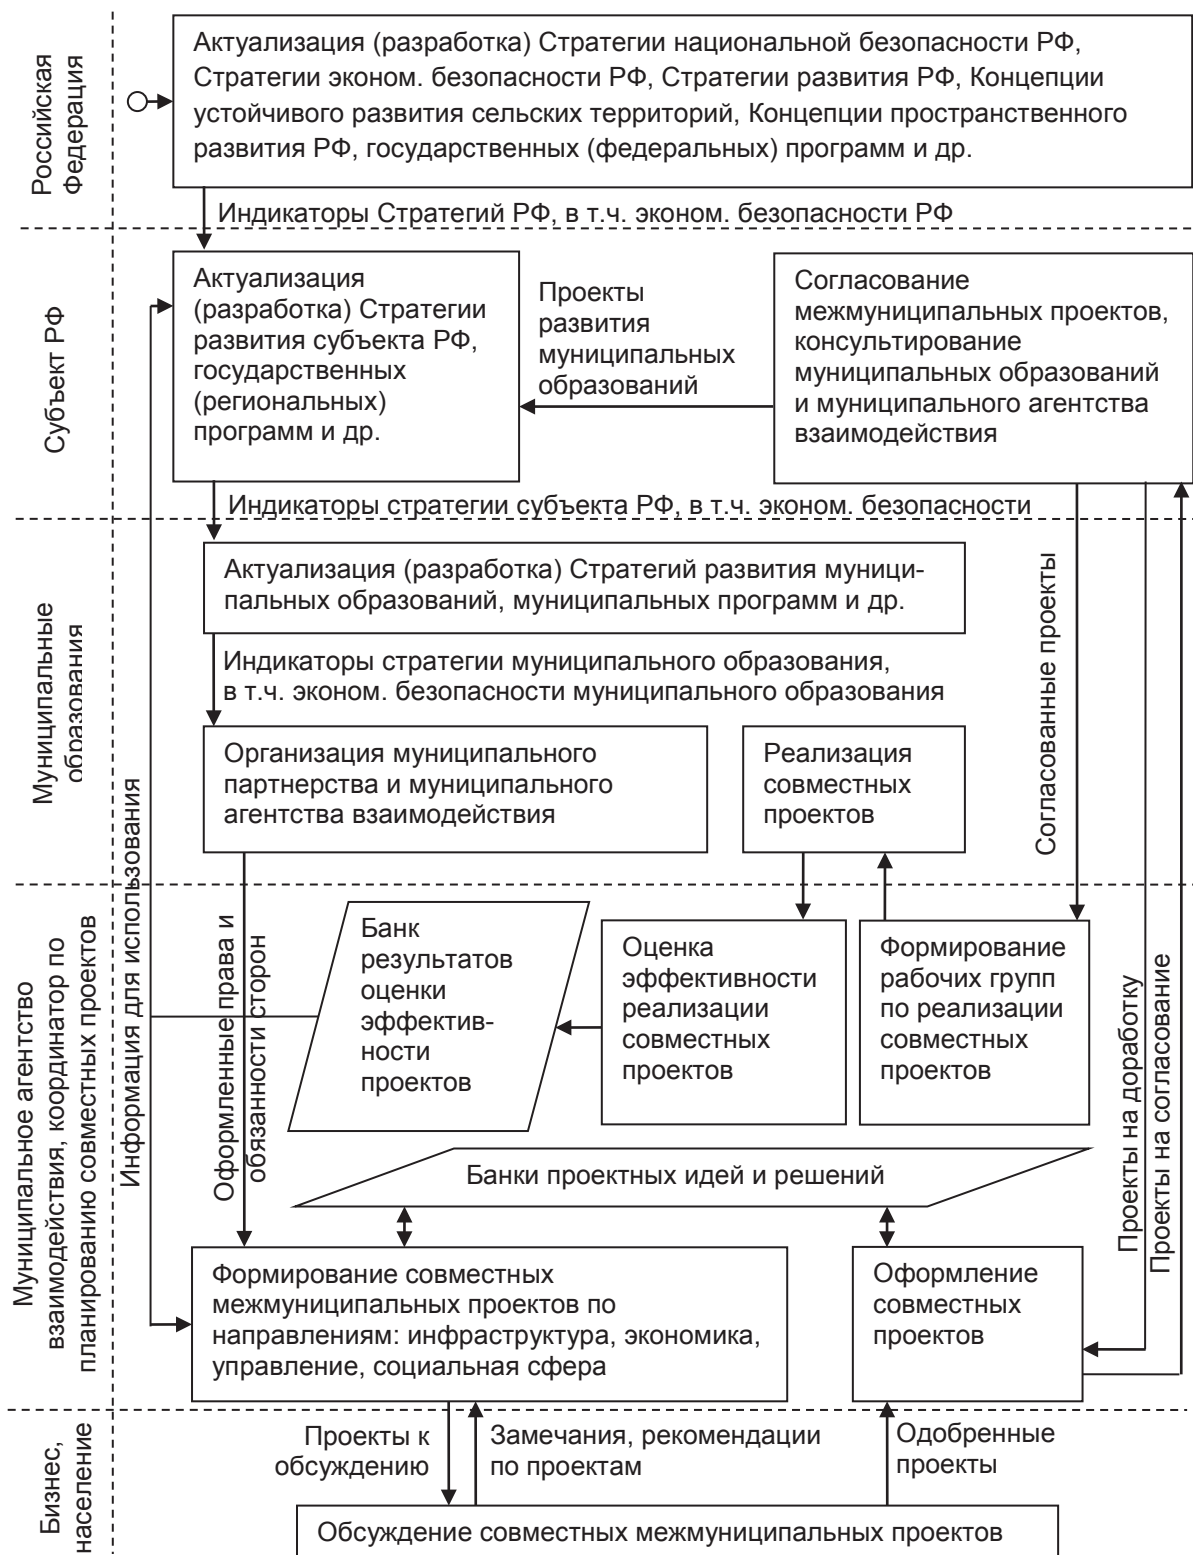 Российская
Федерация
Актуализация (разработка) Стратегии национальной безопасности РФ,
Стратегии эконом. безопасности РФ, Стратегии развития РФ, Концепции
устойчивого развития сельских территорий, Концепции пространственного
развития РФ, государственных (федеральных) программ и др.
Индикаторы Стратегий РФ, в т.ч. эконом. безопасности РФ
Субъект РФ
Актуализация
(разработка) Стратегии
развития субъекта РФ,
государственных
(региональных)
программ и др.
Проекты
развития
муниципальных
образований
Согласование
межмуниципальных проектов,
консультирование
муниципальных образований
и муниципального агентства
взаимодействия
Индикаторы стратегии субъекта РФ, в т.ч. эконом. безопасности
Муниципальные
образования
Актуализация (разработка) Стратегий развития муници-
пальных образований, муниципальных программ и др.
Индикаторы стратегии муниципального образования,
в т.ч. эконом. безопасности муниципального образования
Организация муниципального
партнерства и муниципального
агентства взаимодействия
Реализация
совместных
проектов
Согласованные проекты
Муниципальное агентство
взаимодействия, координатор по
планированию совместных проектов
Информация для использования
Оформленные права и
обязанности сторон
Банк
результатов
оценки
эффектив-
ности
проектов
Оценка
эффективности
реализации
совместных
проектов
Формирование
рабочих групп
по реализации
совместных
проектов
Проекты на доработку
Проекты на согласование
Банки проектных идей и решений
Формирование совместных
межмуниципальных проектов по
направлениям: инфраструктура, экономика,
управление, социальная сфера
Оформление
совместных
проектов
Бизнес,
население
Проекты к
обсуждению
Замечания, рекомендации
по проектам
Одобренные
проекты
Обсуждение совместных межмуниципальных проектов